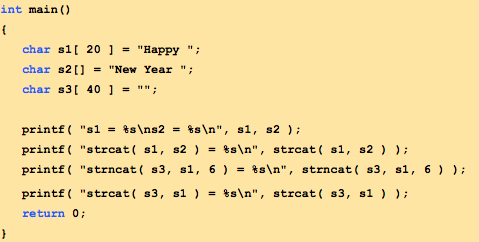 int main()
{
char s1[ 20 ] = "Happy ";
char s2[] = "New Year ";
char s3[ 40 ] = "";
printf( "s1 = %s\ns2 = %s\n", s1, s2 );
printf( "strcat( s1, s2 ) = %s\n", strcat( s1, s2 ) );
printf( "strncat( s3, s1, 6 ) = %s\n", strncat( s3, s1, 6 ) );
printf( "strcat( s3, s1 ) = %s\n", strcat( s3, s1 ) );
return 0;
}